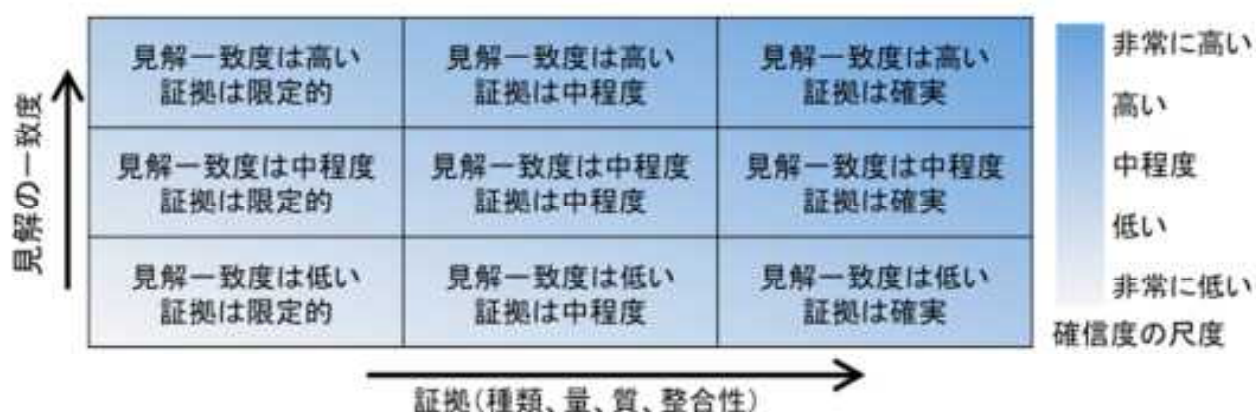 見解の一致度
見解一致度は高い
証拠は限定的
見解一致度は高い
証拠は中程度
見解一致度は高い
証拠は確実
見解一致度は中程度
証拠は限定的
見解一致度は中程度
証拠は中程度
見解一致度は中程度
証拠は確実
見解一致度は低い
証拠は限定的
見解一致度は低い
証拠は中程度
見解一致度は低い
証拠は確実
証拠(種類、量、質、整合性)
非常に高い
高い
中程度
低い
非常に低い
確信度の尺度